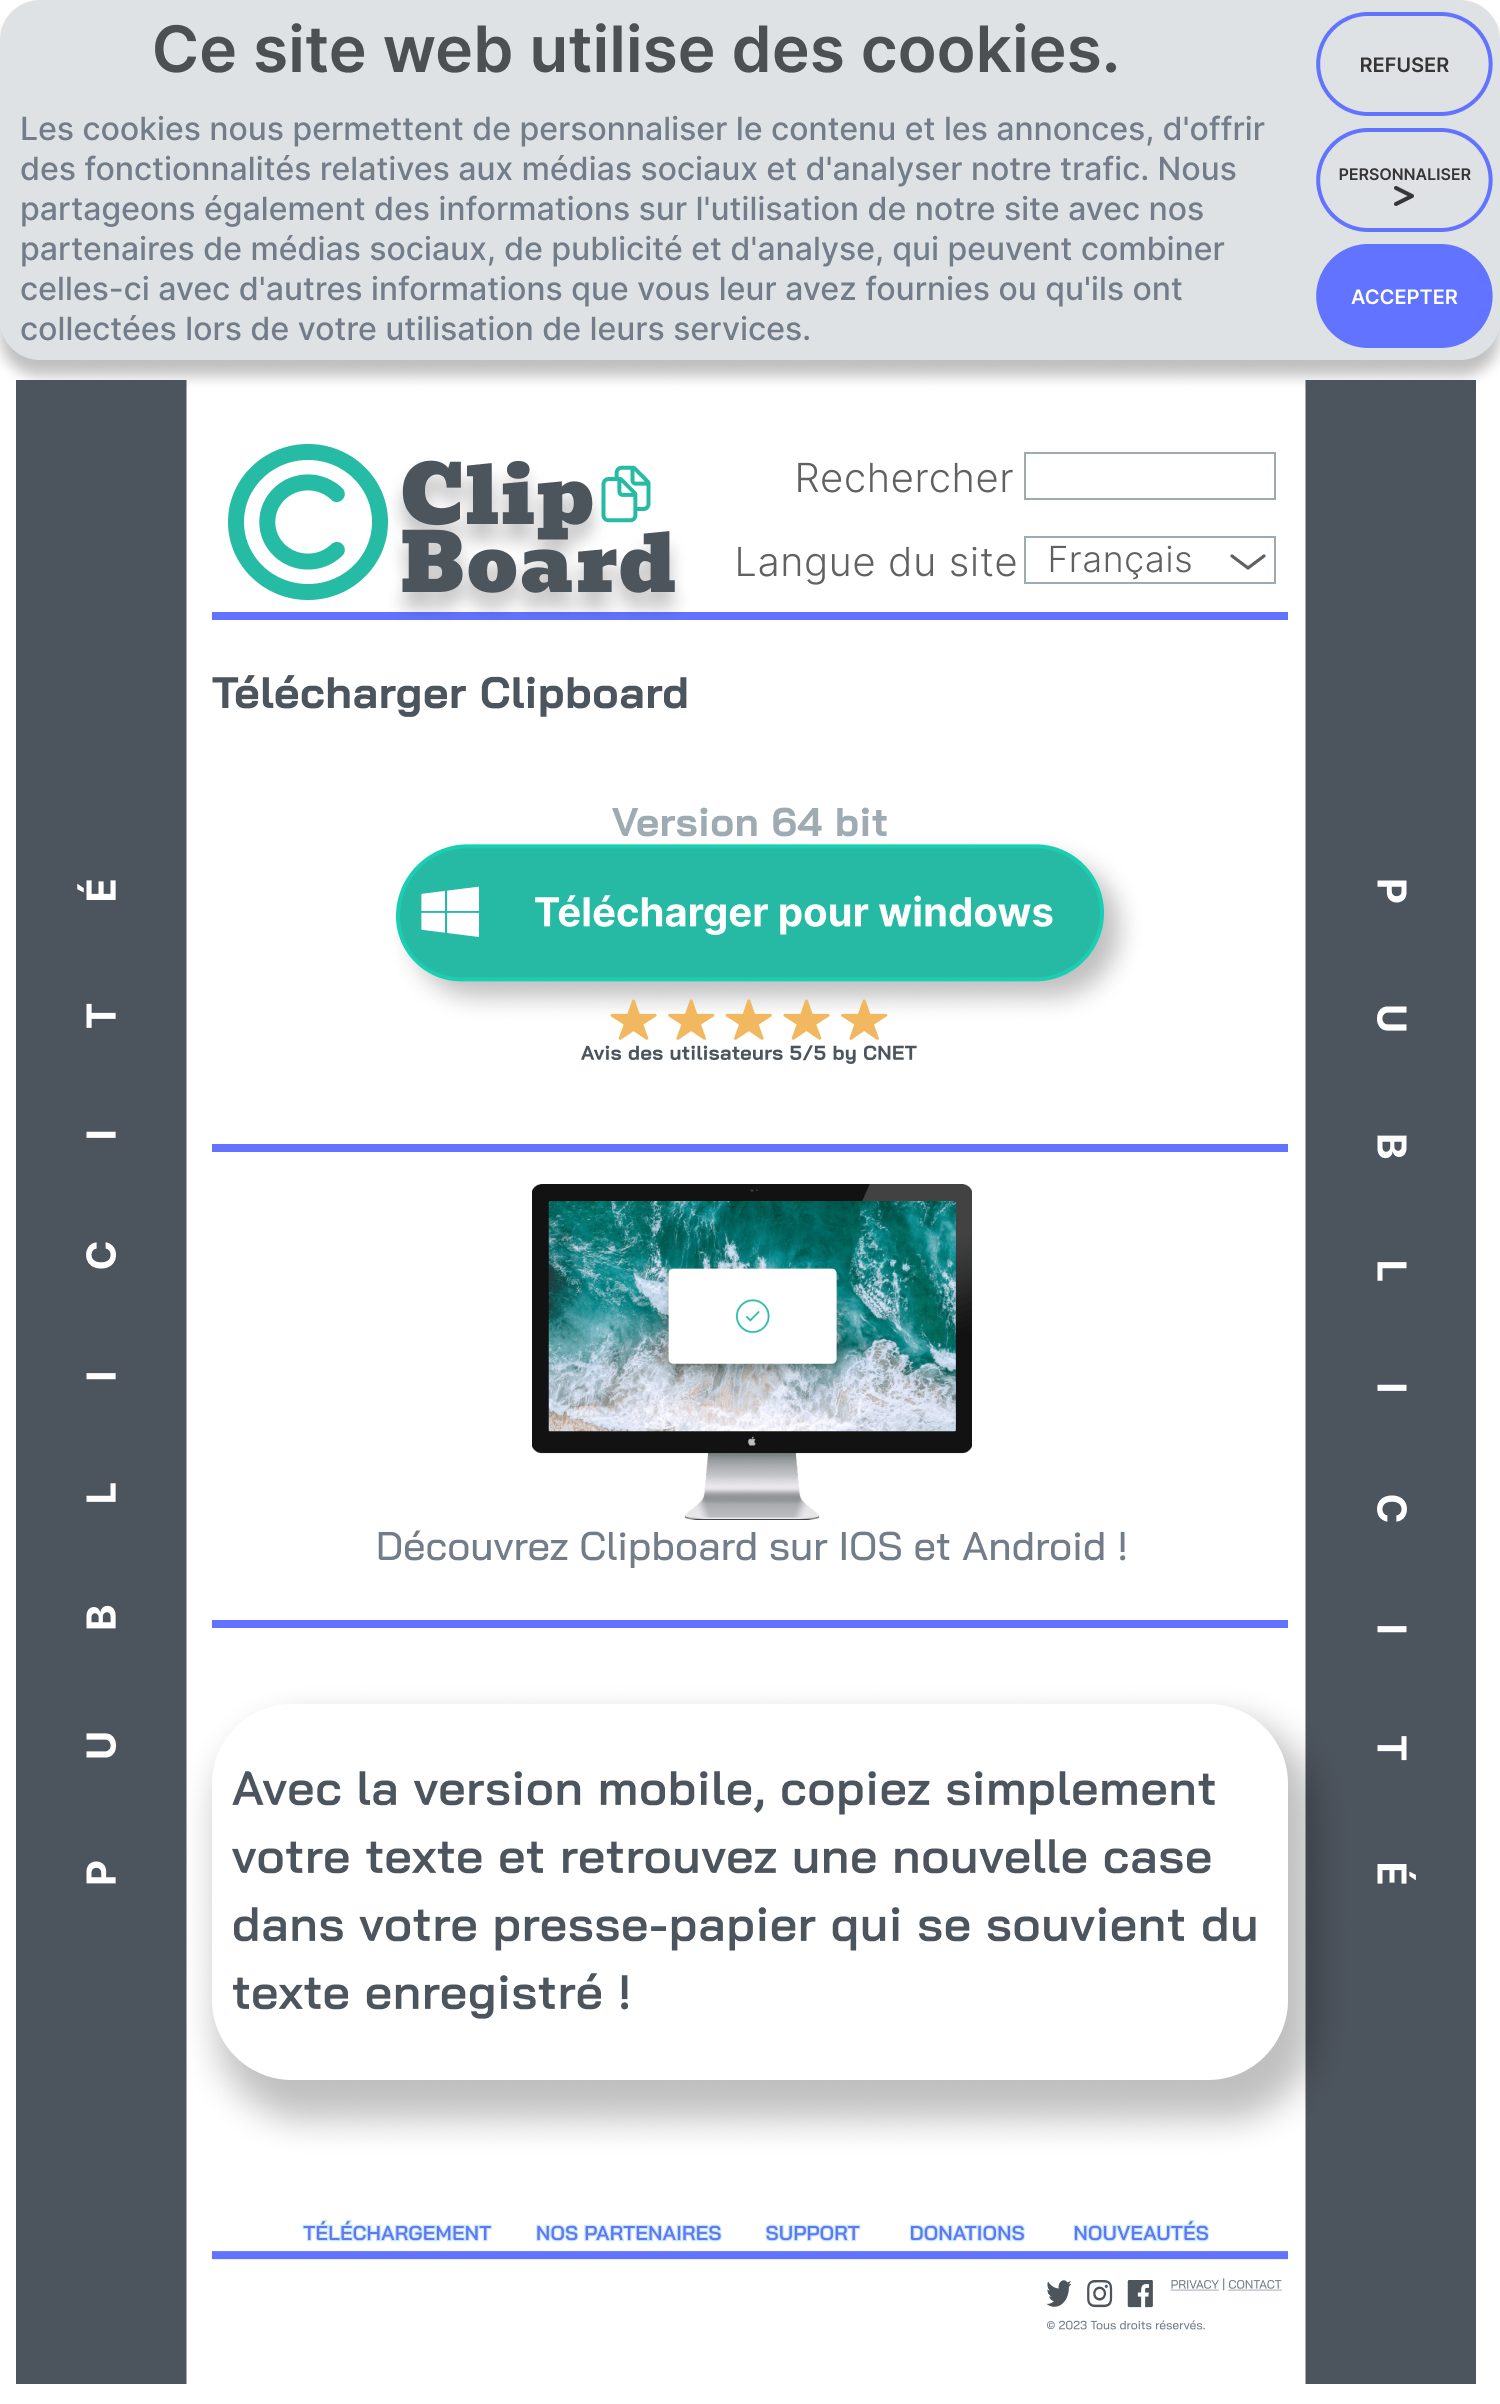 Ce site web utilise des cookies.
Les cookies nous permettent de personnaliser le contenu et les annonces, d'offrir
des fonctionnalités relatives aux médias sociaux et d'analyser notre trafic. Nous
partageons également des informations sur l'utilisation de notre site avec nos
partenaires de médias sociaux, de publicité et d'analyse, qui peuvent combiner
celles-ci avec d'autres informations que vous leur avez fournies ou qu'ils ont
collectées lors de votre utilisation de leurs services.
REFUSER
PERSONNALISER
>
ACCEPTER
PUBLICITÉ
C Clip
Board
Rechercher
Langue du site Français
Télécharger Clipboard
Version 64 bit
Télécharger pour windows
Avis des utilisateurs 5/5 by CNET
Découvrez Clipboard sur IOS et Android !
Avec la version mobile, copiez simplement
votre texte et retrouvez une nouvelle case
dans votre presse-papier qui se souvient du
texte enregistré !
TÉLÉCHARGEMENT NOS PARTENAIRES SUPPORT DONATIONS NOUVEAUTÉS
PRIVACY | CONTACT
© 2023 Tous droits réservés.
PUBLICITÉ